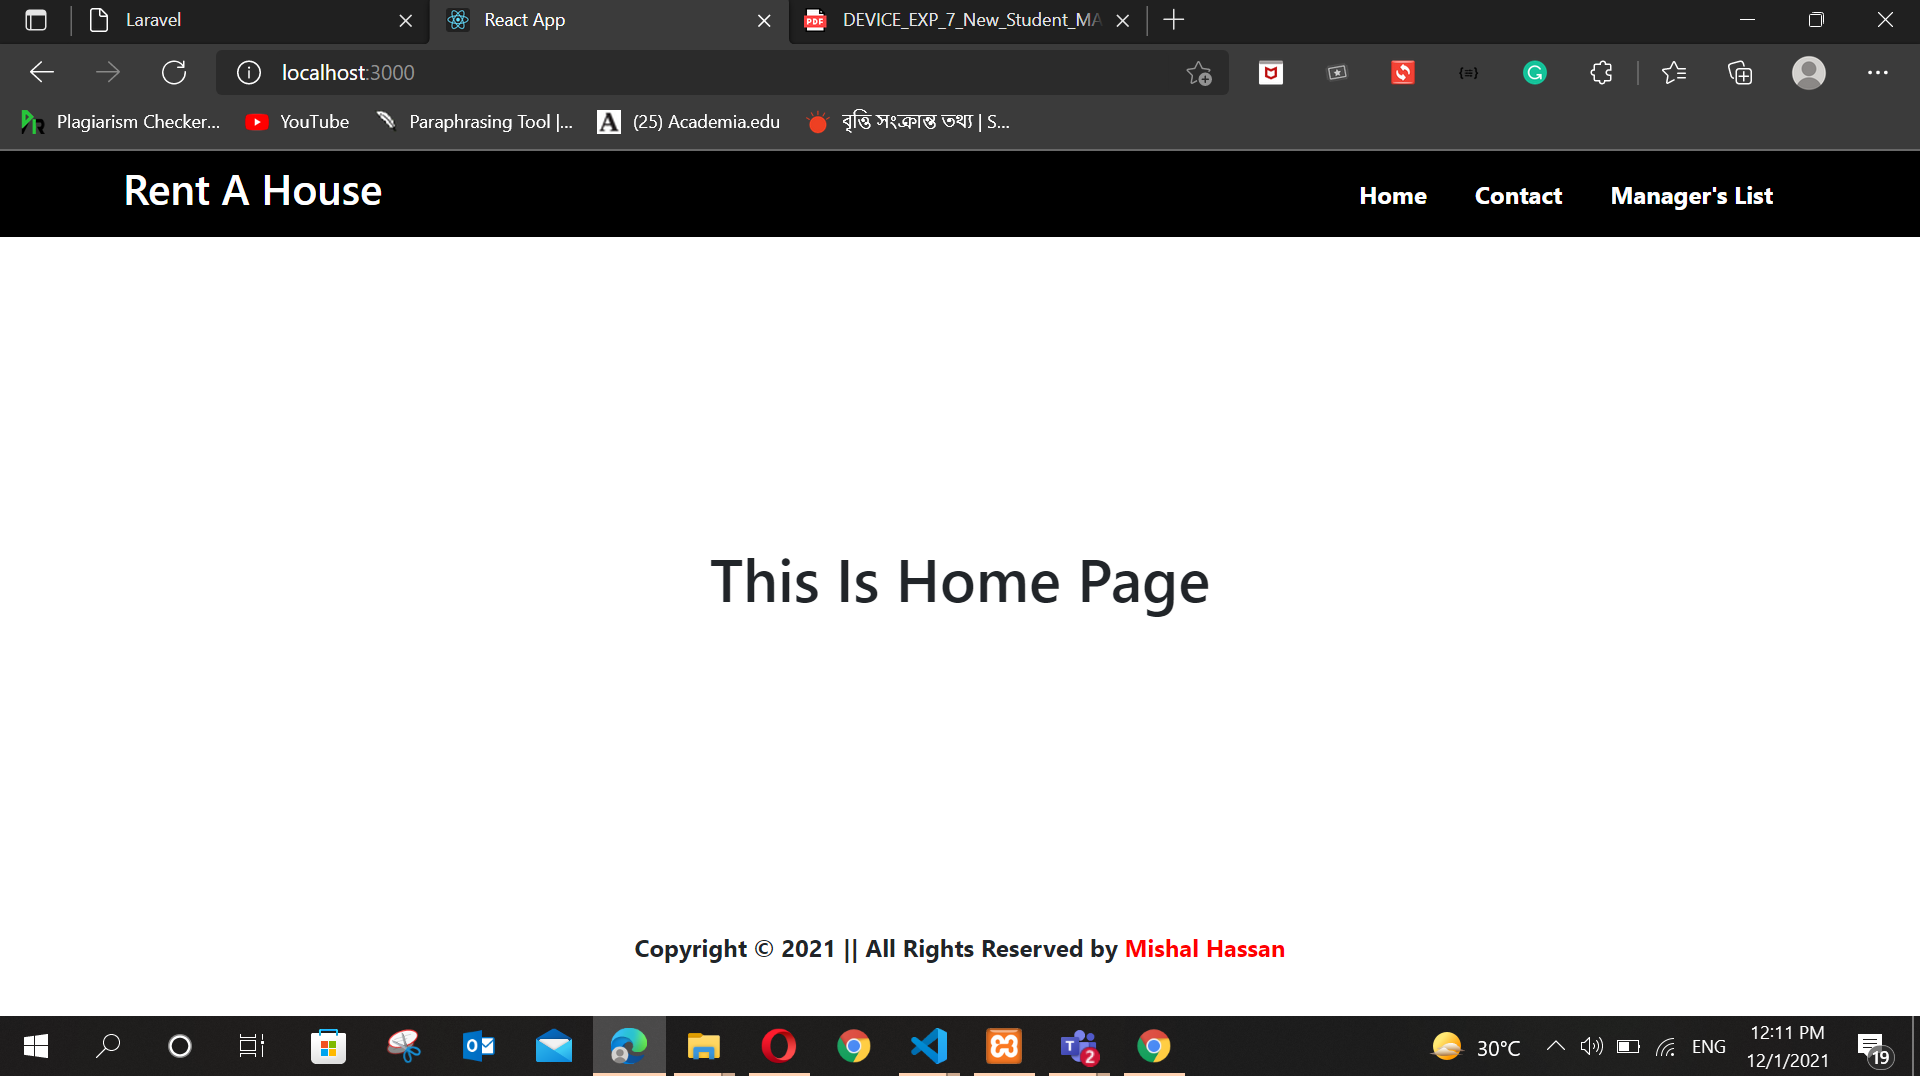 Laravel
React App
DEVICE_EXP_7_New_Student_MA
localhost:3000
Plagiarism Checker...
YouTube
Paraphrasing Tool |...
(25) Academia.edu
বৃত্তি সংক্রান্ত তথ্য | S...
Rent A House
Home
Contact
Manager's List
This Is Home Page
Copyright © 2021 || All Rights Reserved by Mishal Hassan
30°C
ENG
12:11 PM
12/1/2021
19
2